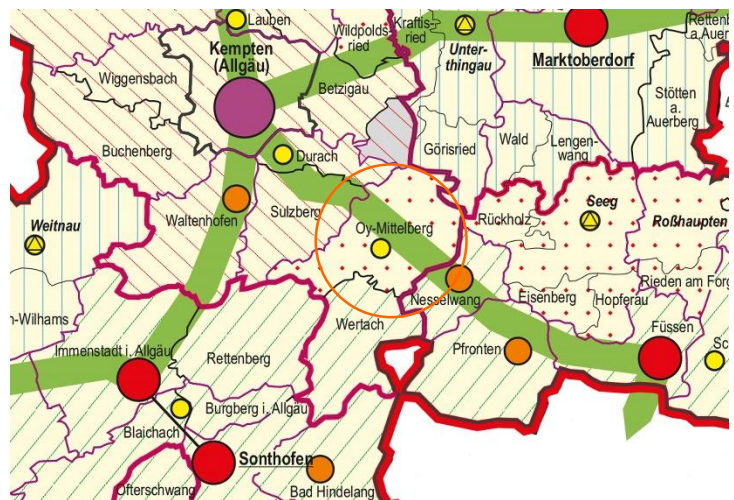 Lauben
Wildpolds-
ried
Kraftis-
ried
Kempten
(Allgäu)
Unter-
thingau
Marktoberdorf
Rettenb
a.Auer
Wiggensbach
Betzigau
Stötten
a.
Auerberg
Görisried
Wald
Lengen-
wang
Buchenberg
Durach
Waltenhofen
Sulzberg
Rückholz
Seeg
Roßhaupten
Weitnau
Oy-Mittelberg
Rieden am Forg
Nesselwang
Eisenberg
Hopferau
n-Wilhams
Wertach
Füssen
Immenstadt i. Allgäu
Rettenberg
Pfronten
Sc
Burgberg i. Allgäu
Blaichach
Sonthofen
Ofterschwang
Bad Hindelang